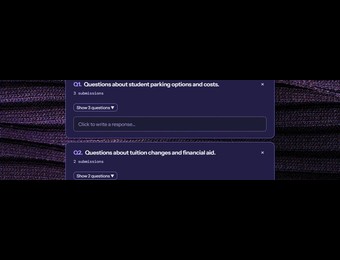 Q1. Questions about student parking options and costs.
3 submissions
Show 3 questions ▼
Click to write a response...
Q2. Questions about tuition changes and financial aid.
2 submissions
Show 2 questions ▼